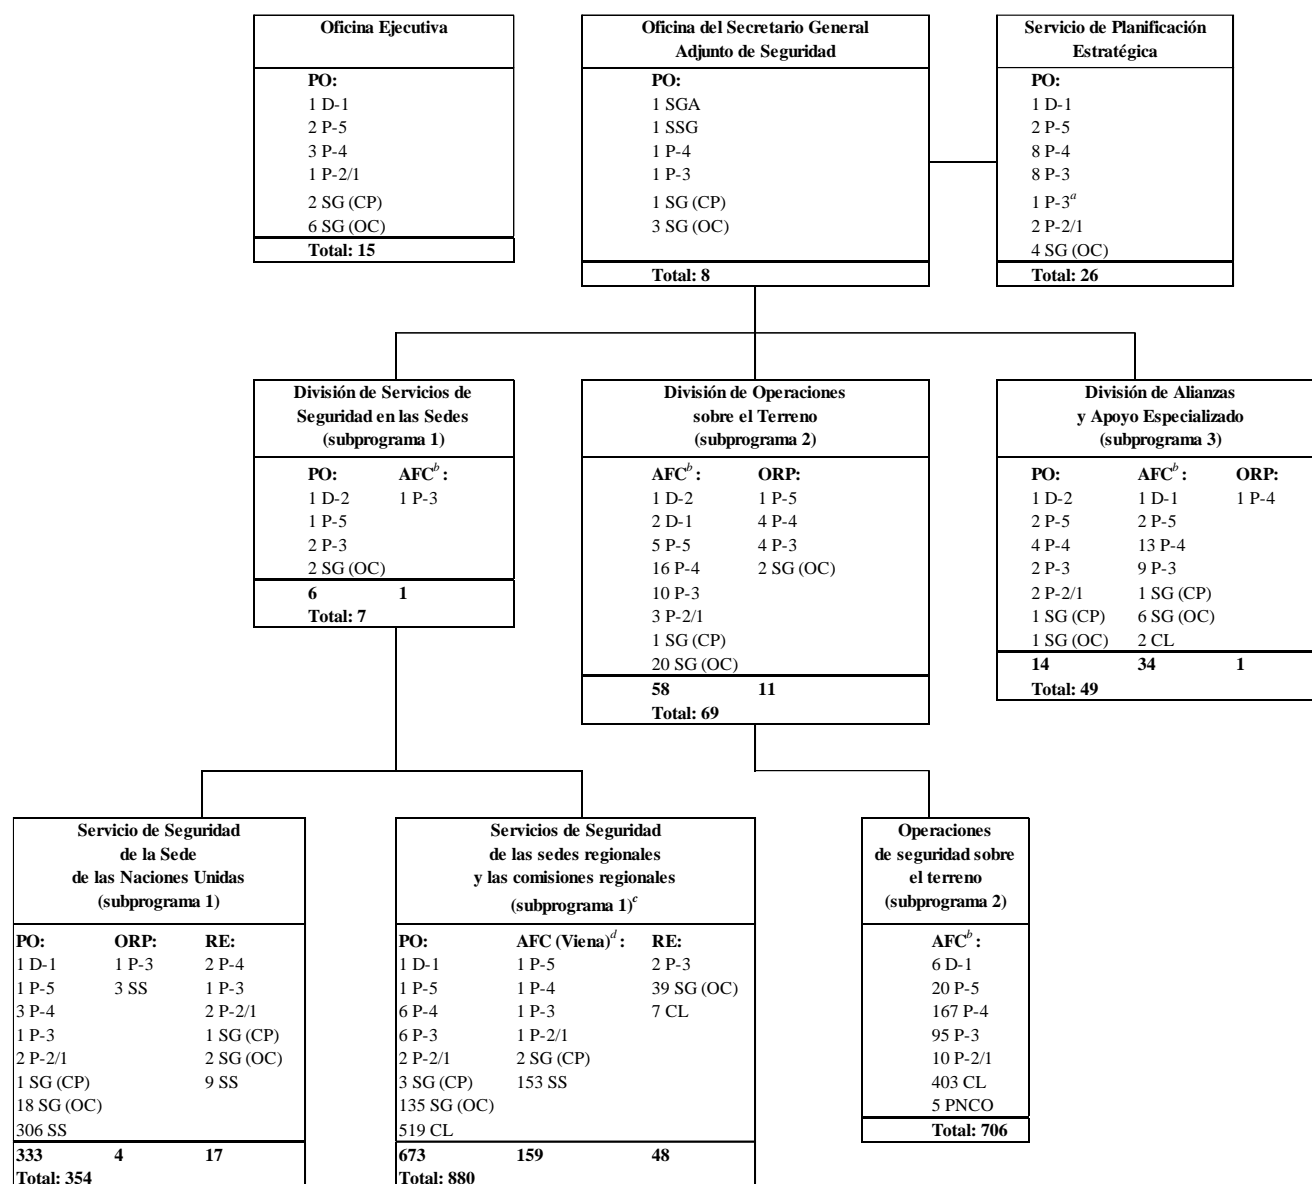 Oficina Ejecutiva
PO:
1 D-1
2 P-5
3 P-4
1 P-2/1
2 SG (CP)
6 SG (OC)
Total: 15
Oficina del Secretario General
Adjunto de Seguridad
PO:
1 SGA
1 SSG
1 P-4
1 P-3
1 SG (CP)
3 SG (OC)
Total: 8
Servicio de Planificación
Estratégica
PO:
1 D-1
2 P-5
8 P-4
8 P-3
1 P-3a
2 P-2/1
4 SG (OC)
Total: 26
División de Servicios de
Seguridad en las Sedes
(subprograma 1)
PO: AFCb :
1 D-2 1 P-3
1 P-5
2 P-3
2 SG (OC)
6 1
Total: 7
División de Operaciones
sobre el Terreno
(subprograma 2)
AFCb : ORP:
1 D-2 1 P-5
2 D-1 4 P-4
5 P-5 4 P-3
16 P-4 2 SG (OC)
10 P-3
3 P-2/1
1 SG (CP)
20 SG (OC)
58 11
Total: 69
División de Alianzas
y Apoyo Especializado
(subprograma 3)
PO: AFCb : ORP:
1 D-2 1 D-1 1 P-4
2 P-5 2 P-5
4 P-4 13 P-4
2 P-3 9 P-3
2 P-2/1 1 SG (CP)
1 SG (CP) 6 SG (OC)
1 SG (OC) 2 CL
14 34 1
Total: 49
Servicio de Seguridad
de la Sede
de las Naciones Unidas
(subprograma 1)
PO: ORP: RE:
1 D-1 1 P-3 2 P-4
1 P-5 3 SS 1 P-3
3 P-4 2 P-2/1
1 P-3 1 SG (CP)
2 P-2/1 2 SG (OC)
1 SG (CP) 9 SS
18 SG (OC)
306 SS
333 4 17
Total: 354
Servicios de Seguridad
de las sedes regionales
y las comisiones regionales
(subprograma 1)c
PO: AFC (Viena)d : RE:
1 D-1 1 P-5 2 P-3
1 P-5 1 P-4 39 SG (OC)
6 P-4 1 P-3 7 CL
6 P-3 1 P-2/1
2 P-2/1 2 SG (CP)
3 SG (CP) 153 SS
135 SG (OC)
519 CL
673 159 48
Total: 880
Operaciones
de seguridad sobre
el terreno
(subprograma 2)
AFCb :
6 D-1
20 P-5
167 P-4
95 P-3
10 P-2/1
403 CL
5 PNCO
Total: 706